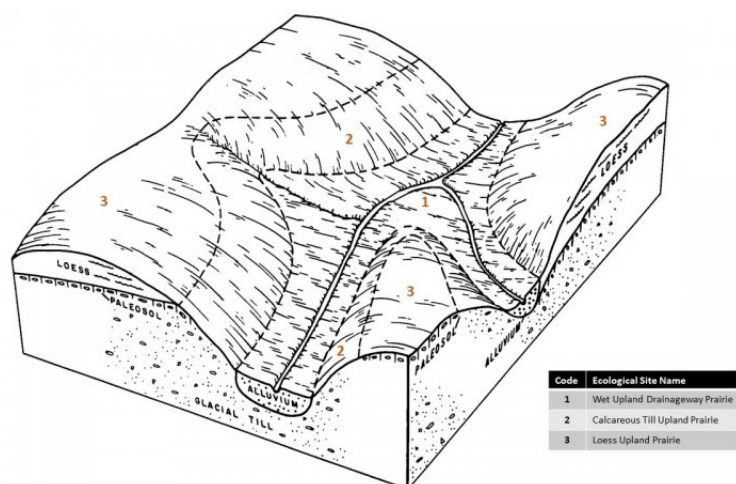 2
3
3
1
LOESS
LOESS
PALEOSOL
3
2
PALEOSOL
ALLUVIUM
ALLUVIUM
GLACIAL TILL
Code Ecological Site Name
1 Wet Upland Drainageway Prairie
2 Calcareous Till Upland Prairie
3 Loess Upland Prairie